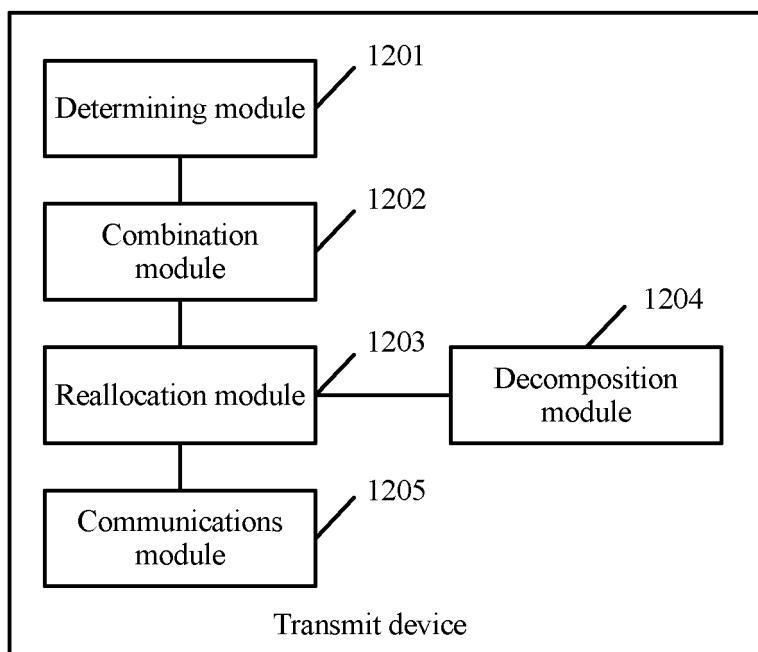 1201
Determining module
1202
Combination
module
1203
Reallocation module
1204
Decomposition
module
1205
Communications
module
Transmit device